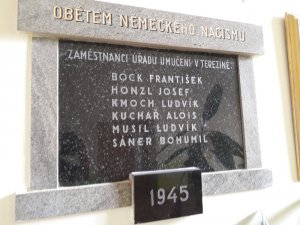 OBĚTEM NĚMECKÉHO NACISMU
ZAMĚSTNANCI ÚŘADU UMUČENÍ V TEREZÍNĚ:
BOCK FRANTIŠEK
HONZL JOSEF
KMOCH LUDVÍK
KUCHAŘ ALOIS
MUSIL LUDVÍK
SÁNER BOHUMIL
1945